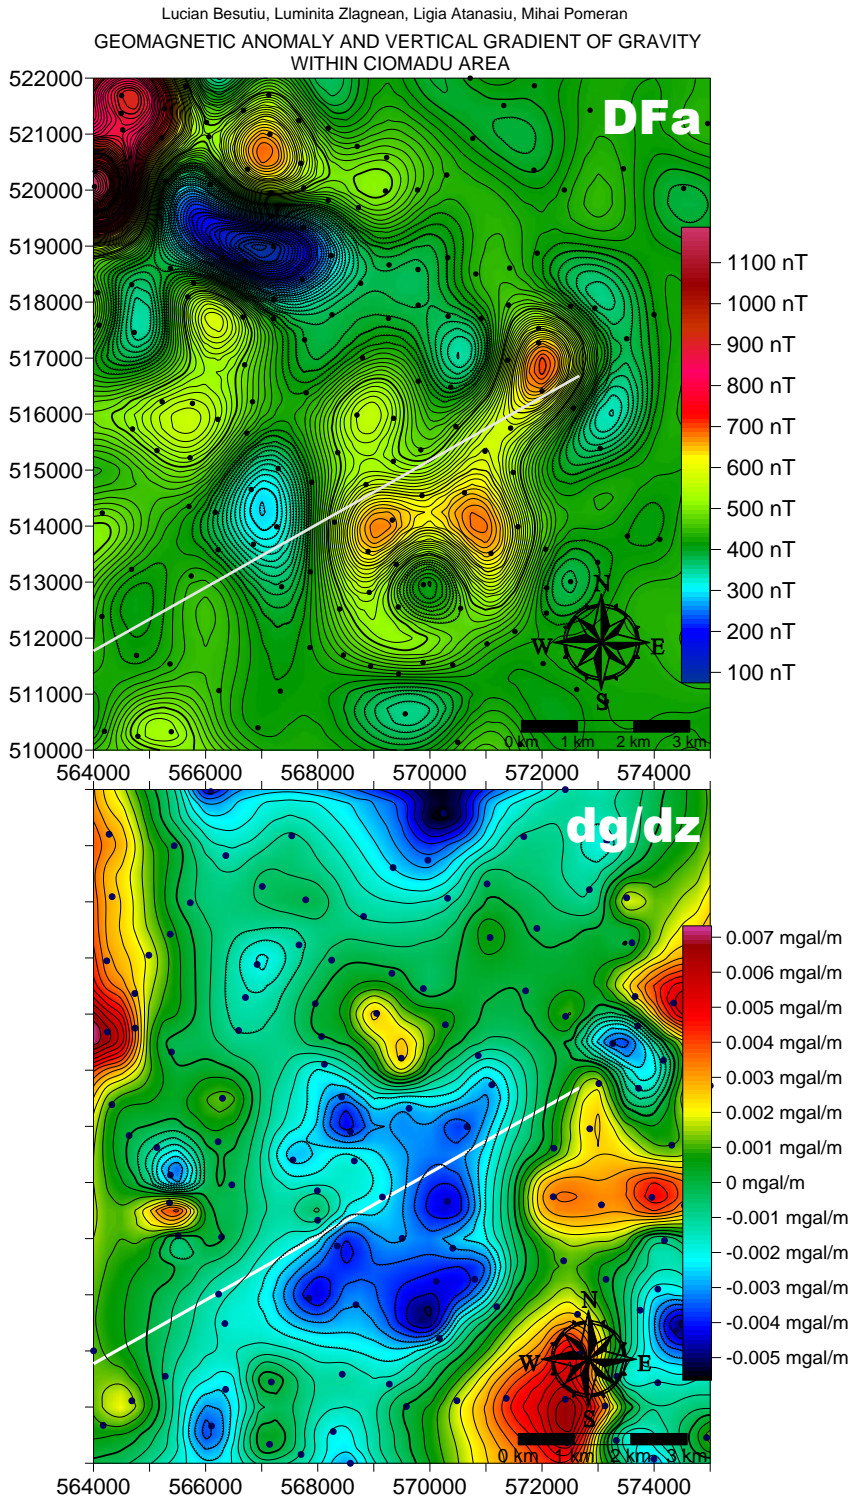 Lucian Besutiu, Luminita Zlagnean, Ligia Atanasiu, Mihai Pomeran
GEOMAGNETIC ANOMALY AND VERTICAL GRADIENT OF GRAVITY
WITHIN CIOMADU AREA
522000
DFa
521000
520000
519000
518000
517000
516000
515000
514000
513000
512000
511000
510000
1100 nT
1000 nT
900 nT
800 nT
700 nT
600 nT
500 nT
400 nT
300 nT
200 nT
100 nT
N
W E
S
0 km 1 km 2 km 3 km
564000 566000 568000 570000 572000 574000
dg/dz
0.007 mgal/m
0.006 mgal/m
0.005 mgal/m
0.004 mgal/m
0.003 mgal/m
0.002 mgal/m
0.001 mgal/m
0 mgal/m
-0.001 mgal/m
-0.002 mgal/m
-0.003 mgal/m
-0.004 mgal/m
-0.005 mgal/m
N
W E
S
0 km 1 km 2 km 3 km
564000 566000 568000 570000 572000 574000